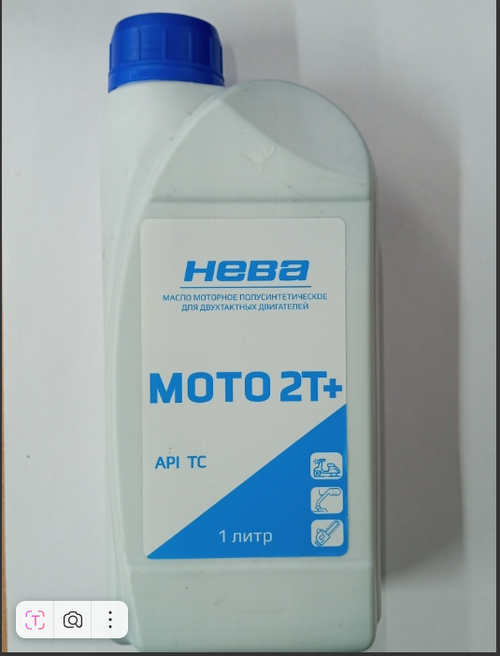 нева
МАСЛО МОТОРНОЕ ПОЛУСИНТЕТИЧЕСКОЕ
ДЛЯ ДВУХТАКТНЫХ ДВИГАТЕЛЕЙ
МОТО 2Т+
API TC
1 литр